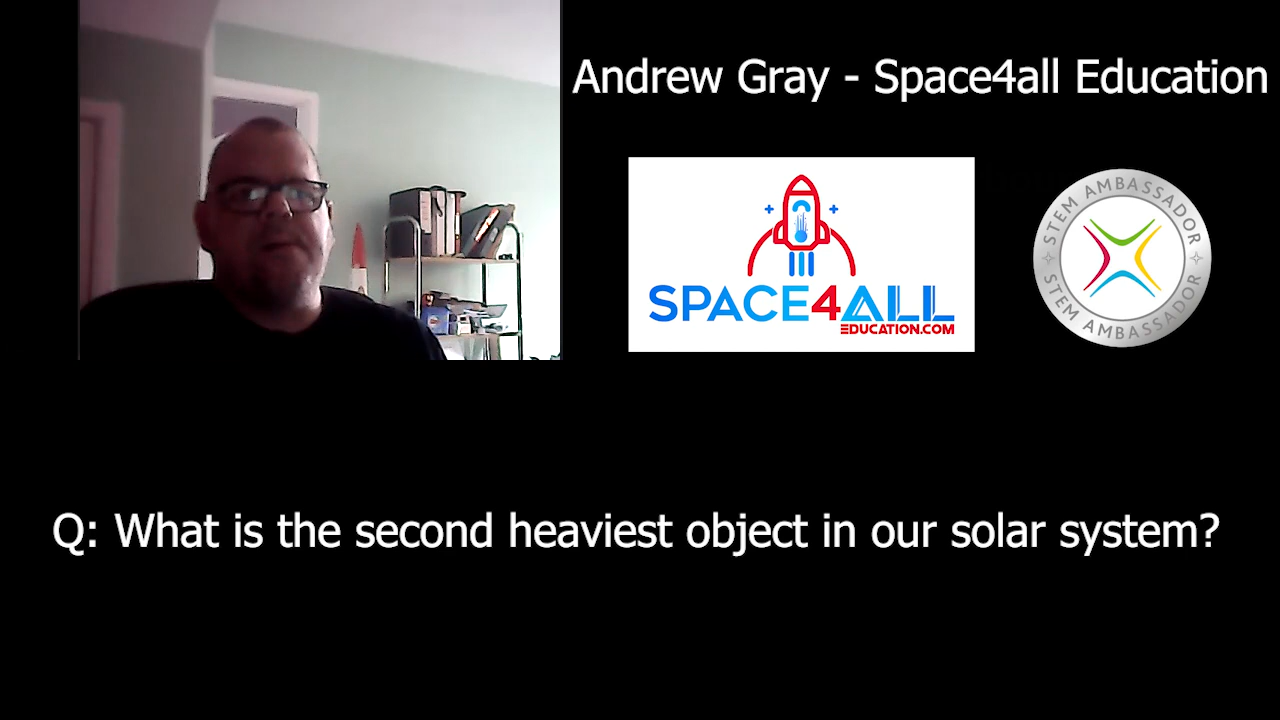 Andrew Gray - Space4all Education
STEM AMBASSADOR
STEM AMBASSADOR
SPACE4ALL
EDUCATION.COM
Q: What is the second heaviest object in our solar system?